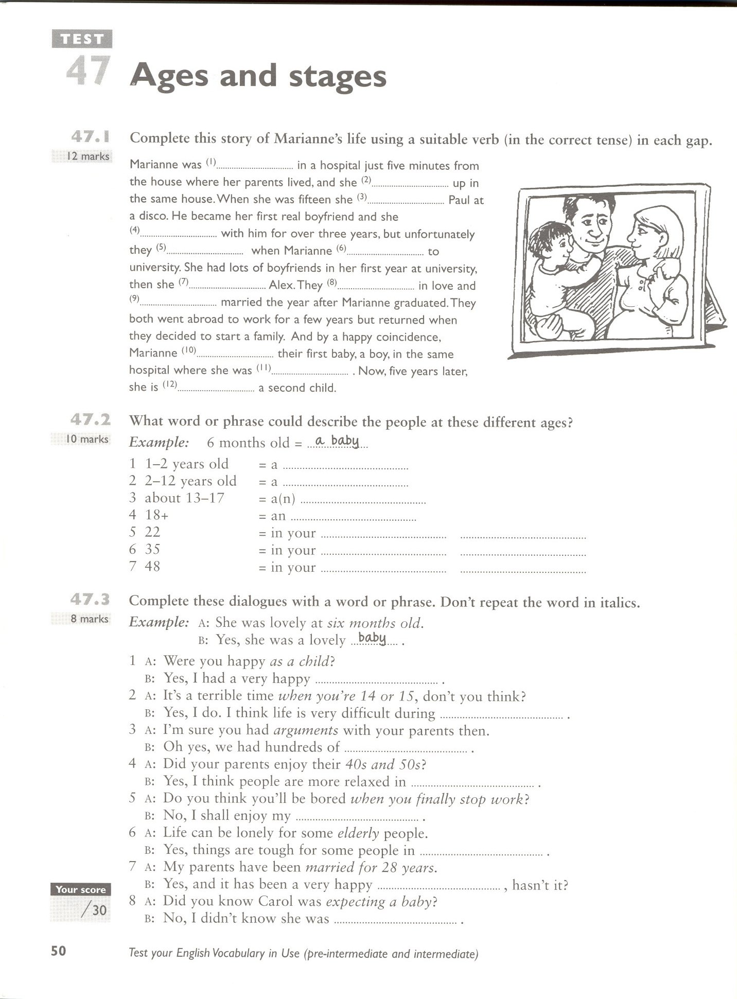 TEST
47 Ages and stages
47.1 Complete this story of Marianne's life using a suitable verb (in the correct tense) in each gap.
12 marks
Marianne was (1).................................. in a hospital just five minutes from
the house where her parents lived, and she (2).................................. up in
the same house. When she was fifteen she (3).................................. Paul at
a disco. He became her first real boyfriend and she
(4).................................. with him for over three years, but unfortunately
they (5).................................. when Marianne (6).................................. to
university. She had lots of boyfriends in her first year at university,
then she (7).................................. Alex. They (8).................................. in love and
(9).................................. married the year after Marianne graduated. They
both went abroad to work for a few years but returned when
they decided to start a family. And by a happy coincidence,
Marianne (10).................................. their first baby, a boy, in the same
hospital where she was (11).................................. . Now, five years later,
she is (12).................................. a second child.
47.2 What word or phrase could describe the people at these different ages?
10 marks
Example: 6 months old = a baby
1 1–2 years old = a ..................................
2 2–12 years old = a ..................................
3 about 13–17 = a(n) ..................................
4 18+ = an ..................................
5 22 = in your .................................. ..................................
6 35 = in your .................................. ..................................
7 48 = in your .................................. ..................................
47.3 Complete these dialogues with a word or phrase. Don't repeat the word in italics.
8 marks
Example: A: She was lovely at six months old.
B: Yes, she was a lovely baby .
1 A: Were you happy as a child?
B: Yes, I had a very happy .................................. .
2 A: It's a terrible time when you're 14 or 15, don't you think?
B: Yes, I do. I think life is very difficult during .................................. .
3 A: I'm sure you had arguments with your parents then.
B: Oh yes, we had hundreds of .................................. .
4 A: Did your parents enjoy their 40s and 50s?
B: Yes, I think people are more relaxed in .................................. .
5 A: Do you think you'll be bored when you finally stop work?
B: No, I shall enjoy my .................................. .
6 A: Life can be lonely for some elderly people.
B: Yes, things are tough for some people in .................................. .
7 A: My parents have been married for 28 years.
B: Yes, and it has been a very happy .................................. , hasn't it?
8 A: Did you know Carol was expecting a baby?
B: No, I didn't know she was .................................. .
Your score
/30
50 Test your English Vocabulary in Use (pre-intermediate and intermediate)